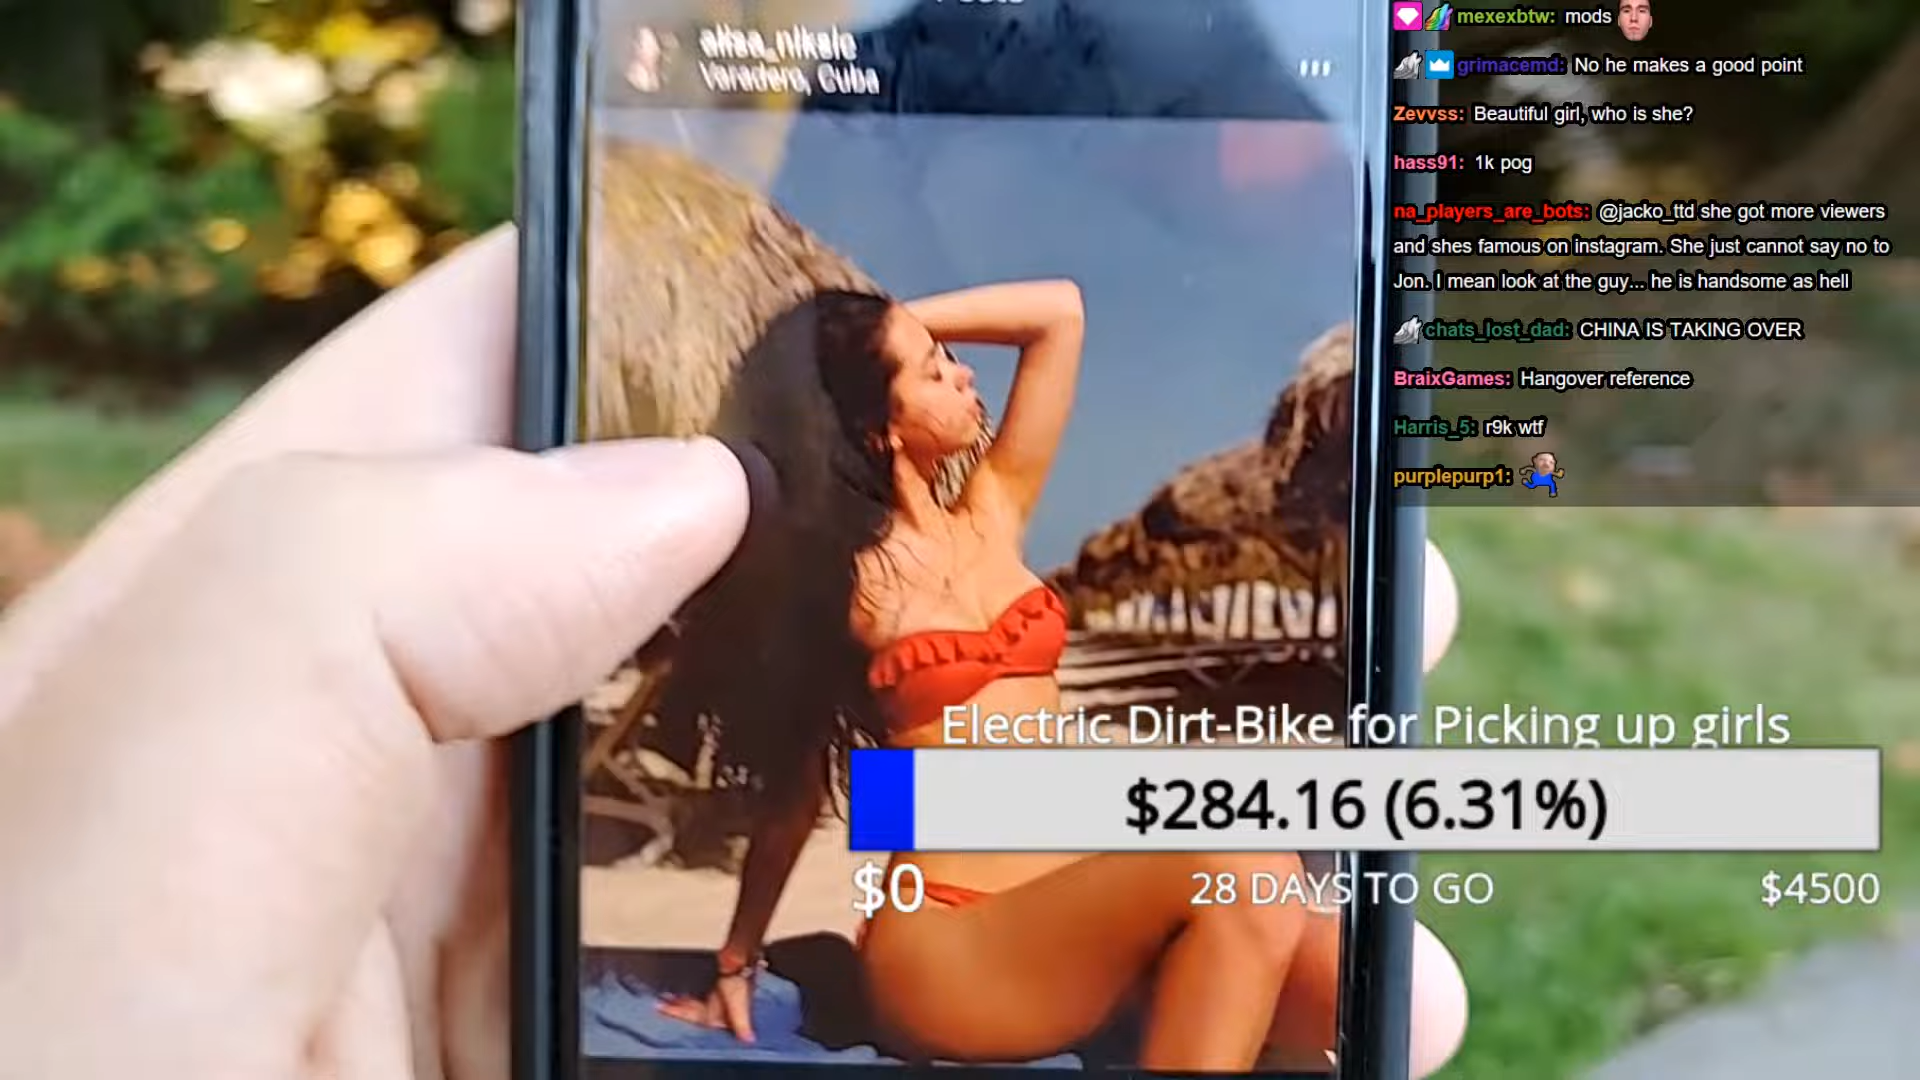 Varadero, Cuba
mexexbtw: mods
grimacemd: No he makes a good point
Zevvss: Beautiful girl, who is she?
hass91: 1k pog
na_players_are_bots: @jacko_ttd she got more viewers
and shes famous on instagram. She just cannot say no to
Jon. I mean look at the guy... he is handsome as hell
chats_lost_dad: CHINA IS TAKING OVER
BraixGames: Hangover reference
Harris_5: r9k wtf
purplepurp1:
Electric Dirt-Bike for Picking up girls
$284.16 (6.31%)
$0 28 DAYS TO GO $4500